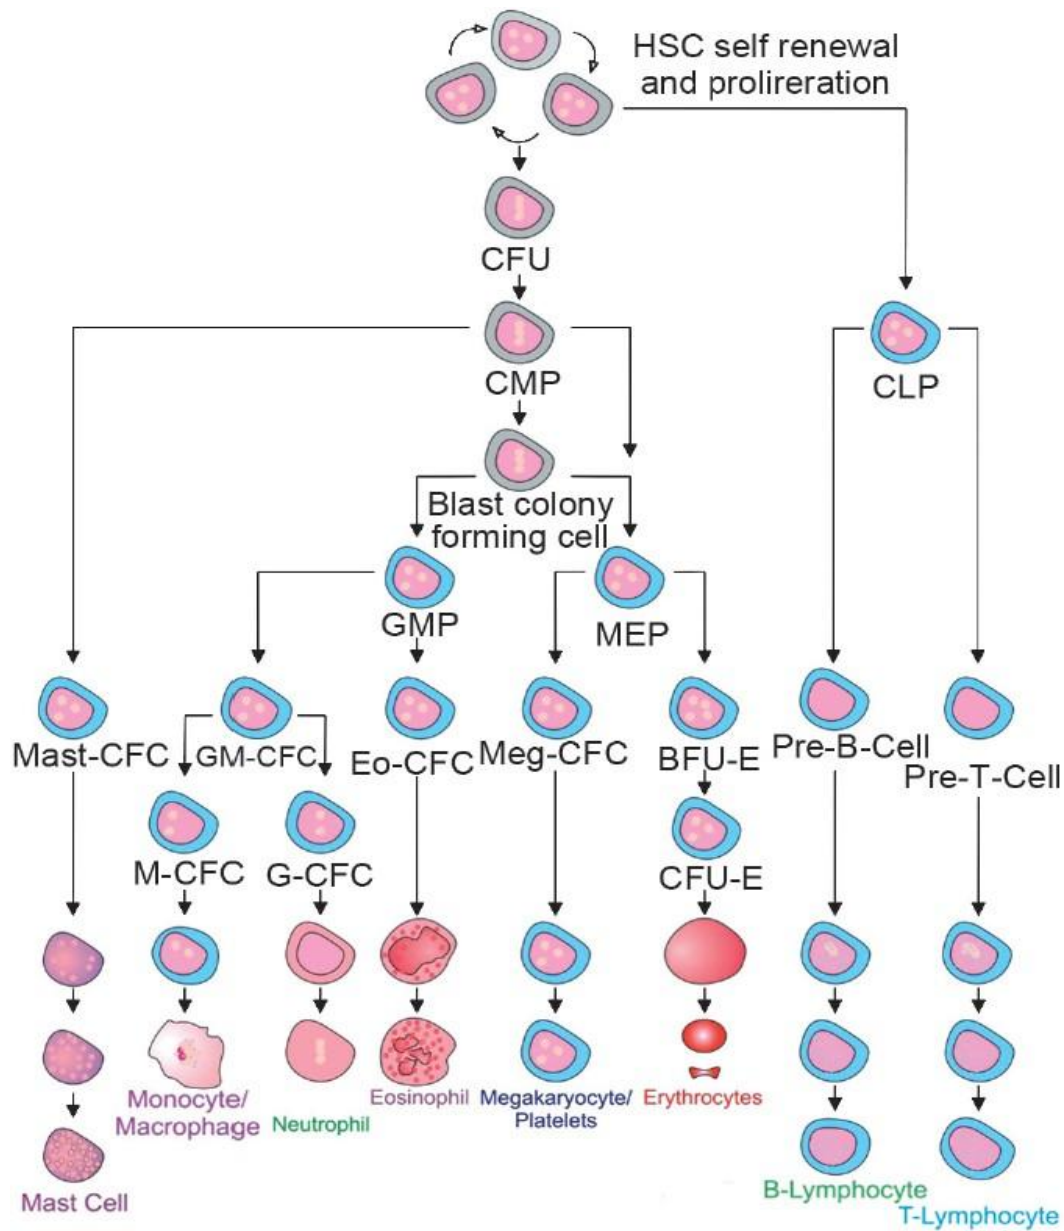 HSC self renewal
and prolireration
CFU
CMP
CLP
Blast colony
forming cell
GMP
MEP
Mast-CFC
GM-CFC
Eo-CFC
Meg-CFC
BFU-E
Pre-B-Cell
Pre-T-Cell
M-CFC
G-CFC
CFU-E
Monocyte/
Macrophage
Neutrophil
Eosinophil
Megakaryocyte/
Platelets
Erythrocytes
Mast Cell
B-Lymphocyte
T-Lymphocyte